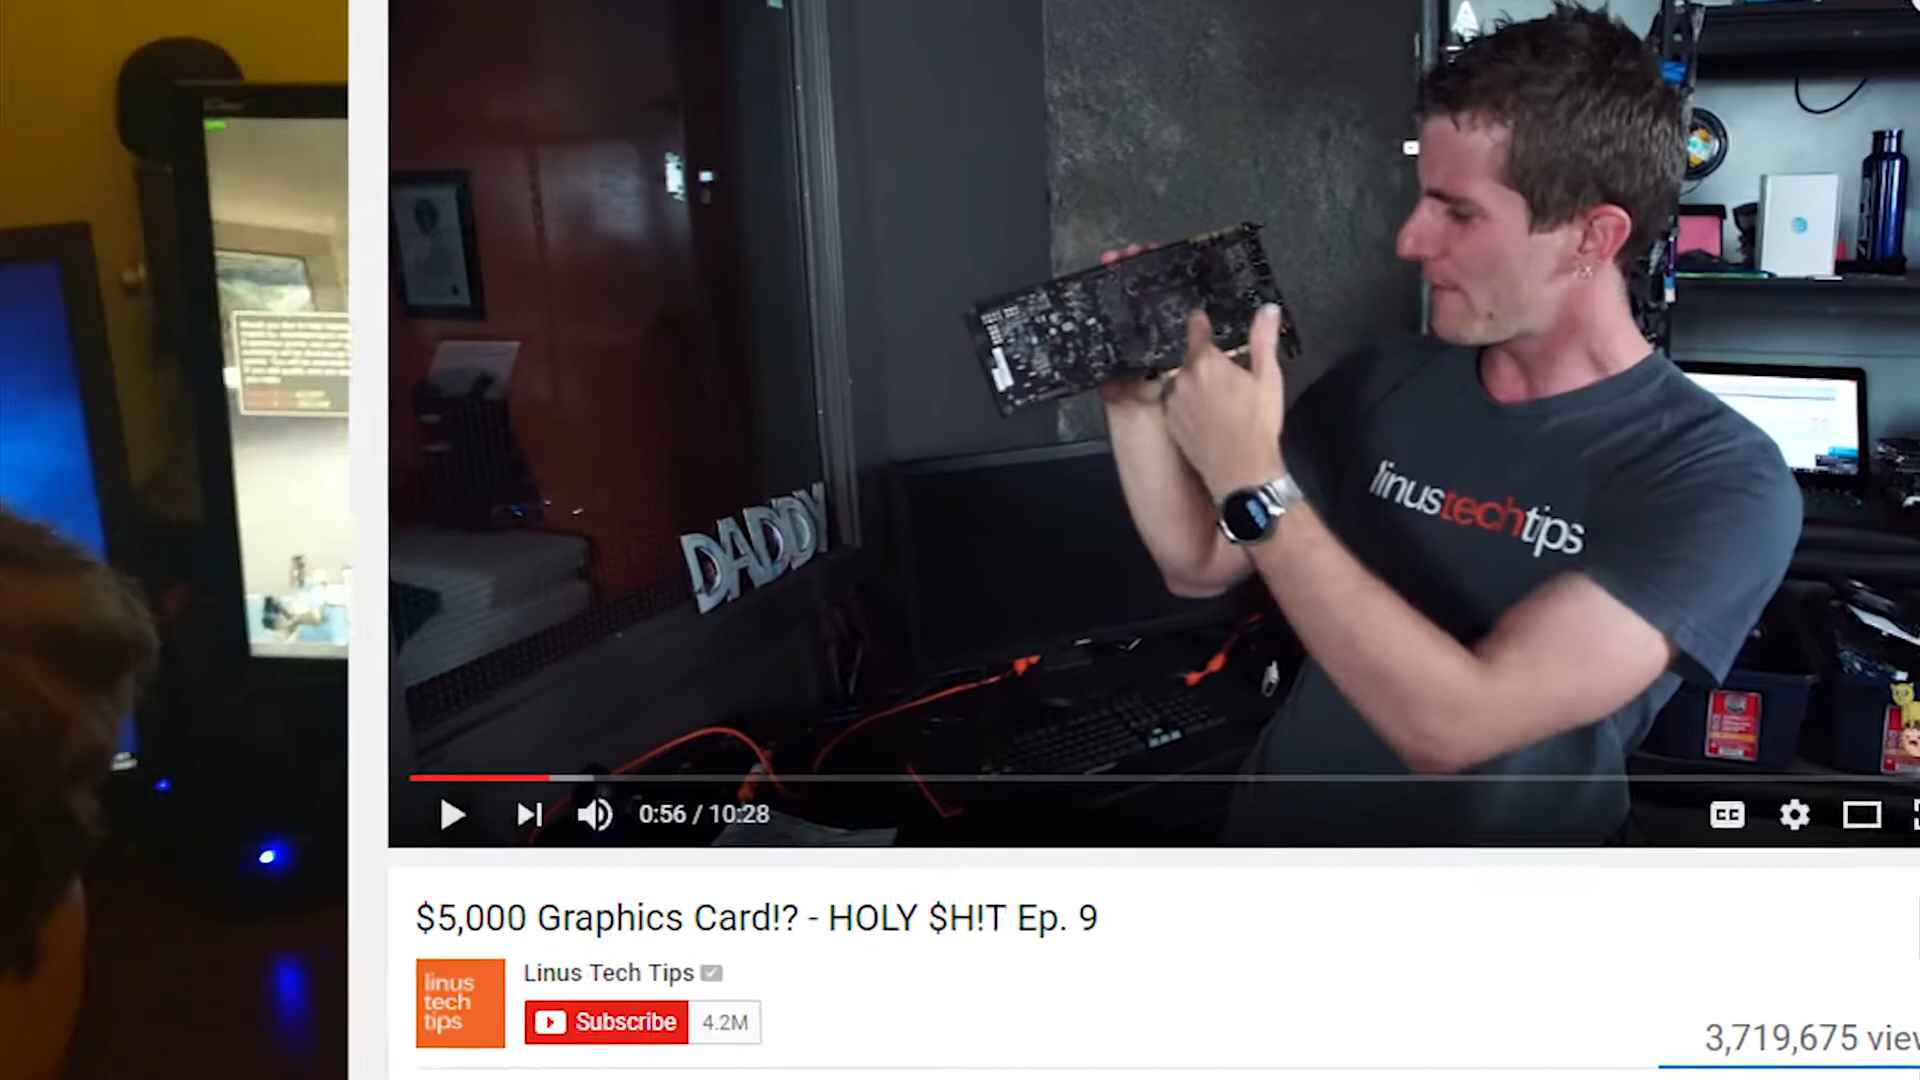 DADDY
linustechtips
0:56 / 10:28
CC
$5,000 Graphics Card!? - HOLY $H!T Ep. 9
linus
tech
tips
Linus Tech Tips
Subscribe
4.2M
3,719,675